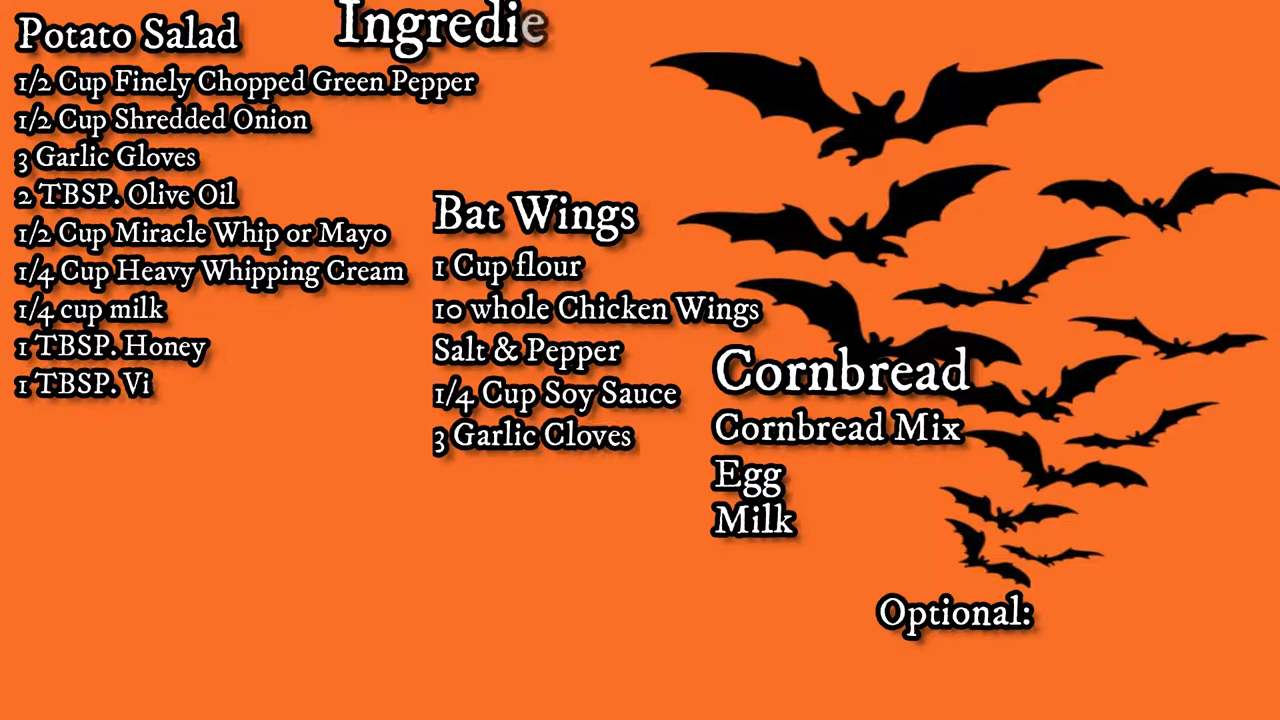 Ingredie
Potato Salad
1/2 Cup Finely Chopped Green Pepper
1/2 Cup Shredded Onion
3 Garlic Gloves
2 TBSP. Olive Oil
1/2 Cup Miracle Whip or Mayo
1/4 Cup Heavy Whipping Cream
1/4 cup milk
1 TBSP. Honey
1 TBSP. Vi
Bat Wings
1 Cup flour
10 whole Chicken Wings
Salt & Pepper
1/4 Cup Soy Sauce
3 Garlic Cloves
Cornbread
Cornbread Mix
Egg
Milk
Optional: